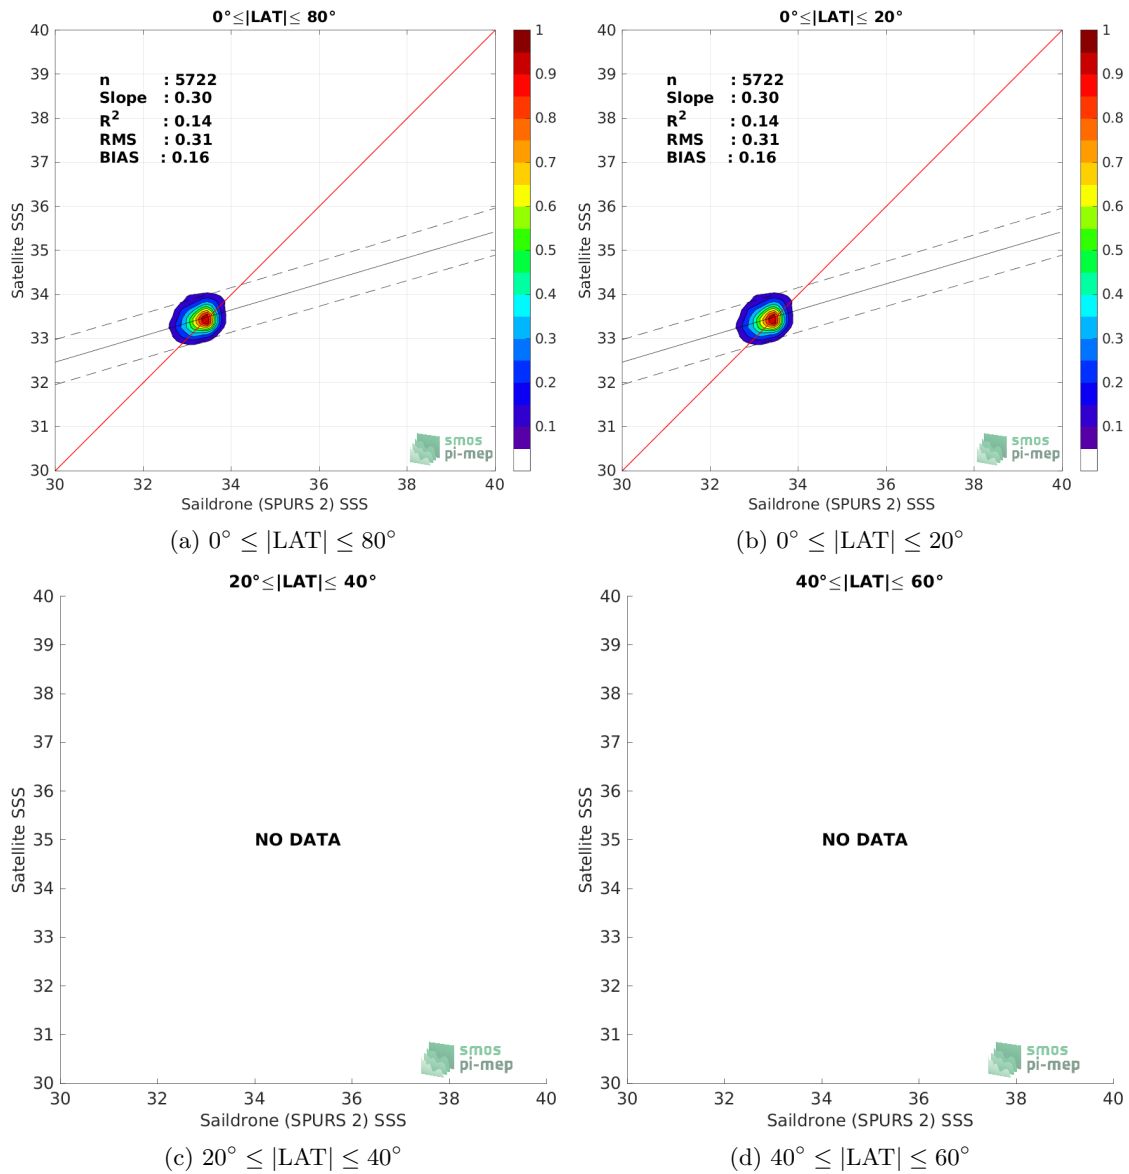 0°≤|LAT|≤ 80°
40
39
38
37
36
35
34
33
32
31
30
30 32 34 36 38 40
Satellite SSS
Saildrone (SPURS 2) SSS
n : 5722
Slope : 0.30
R² : 0.14
RMS : 0.31
BIAS : 0.16
1
0.9
0.8
0.7
0.6
0.5
0.4
0.3
0.2
0.1
smos
pi-mep
(a) 0° ≤ |LAT| ≤ 80°
0°≤|LAT|≤ 20°
40
39
38
37
36
35
34
33
32
31
30
30 32 34 36 38 40
Satellite SSS
Saildrone (SPURS 2) SSS
n : 5722
Slope : 0.30
R² : 0.14
RMS : 0.31
BIAS : 0.16
1
0.9
0.8
0.7
0.6
0.5
0.4
0.3
0.2
0.1
smos
pi-mep
(b) 0° ≤ |LAT| ≤ 20°
20°≤|LAT|≤ 40°
40
39
38
37
36
35
34
33
32
31
30
30 32 34 36 38 40
Satellite SSS
Saildrone (SPURS 2) SSS
NO DATA
smos
pi-mep
(c) 20° ≤ |LAT| ≤ 40°
40°≤|LAT|≤ 60°
40
39
38
37
36
35
34
33
32
31
30
30 32 34 36 38 40
Satellite SSS
Saildrone (SPURS 2) SSS
NO DATA
smos
pi-mep
(d) 40° ≤ |LAT| ≤ 60°